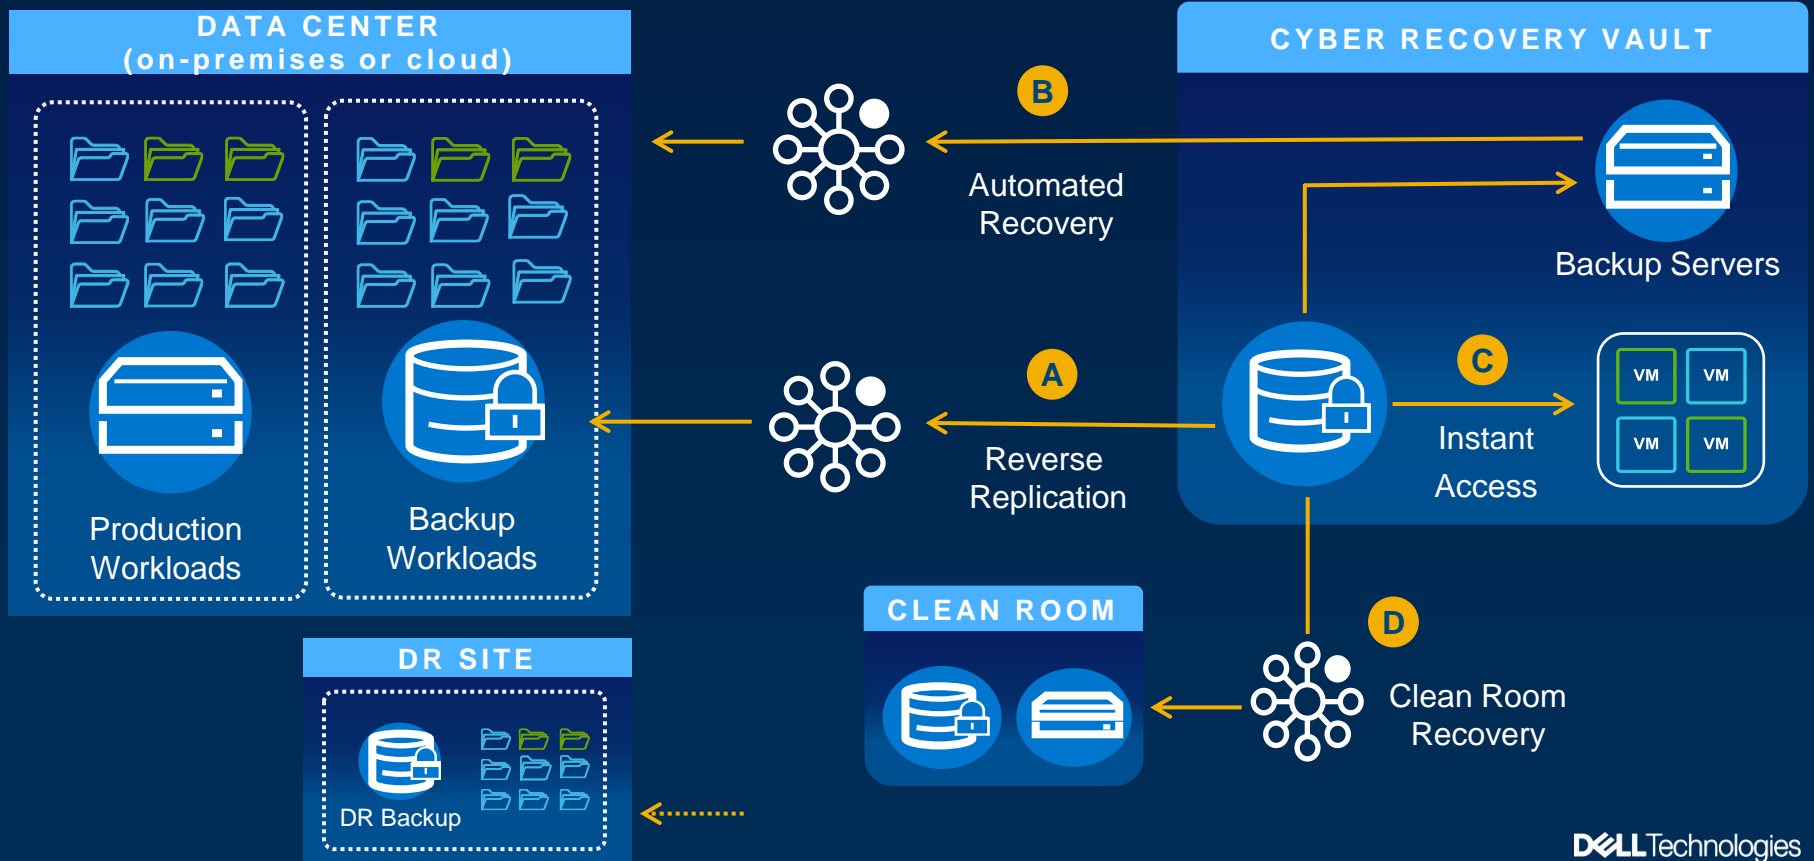 DATA CENTER
(on-premises or cloud)
Production
Workloads
Backup
Workloads
B
Automated
Recovery
A
Reverse
Replication
CYBER RECOVERY VAULT
Backup Servers
C
Instant
Access
VM
VM
VM
VM
D
Clean Room
Recovery
CLEAN ROOM
DR SITE
DR Backup
DELLTechnologies